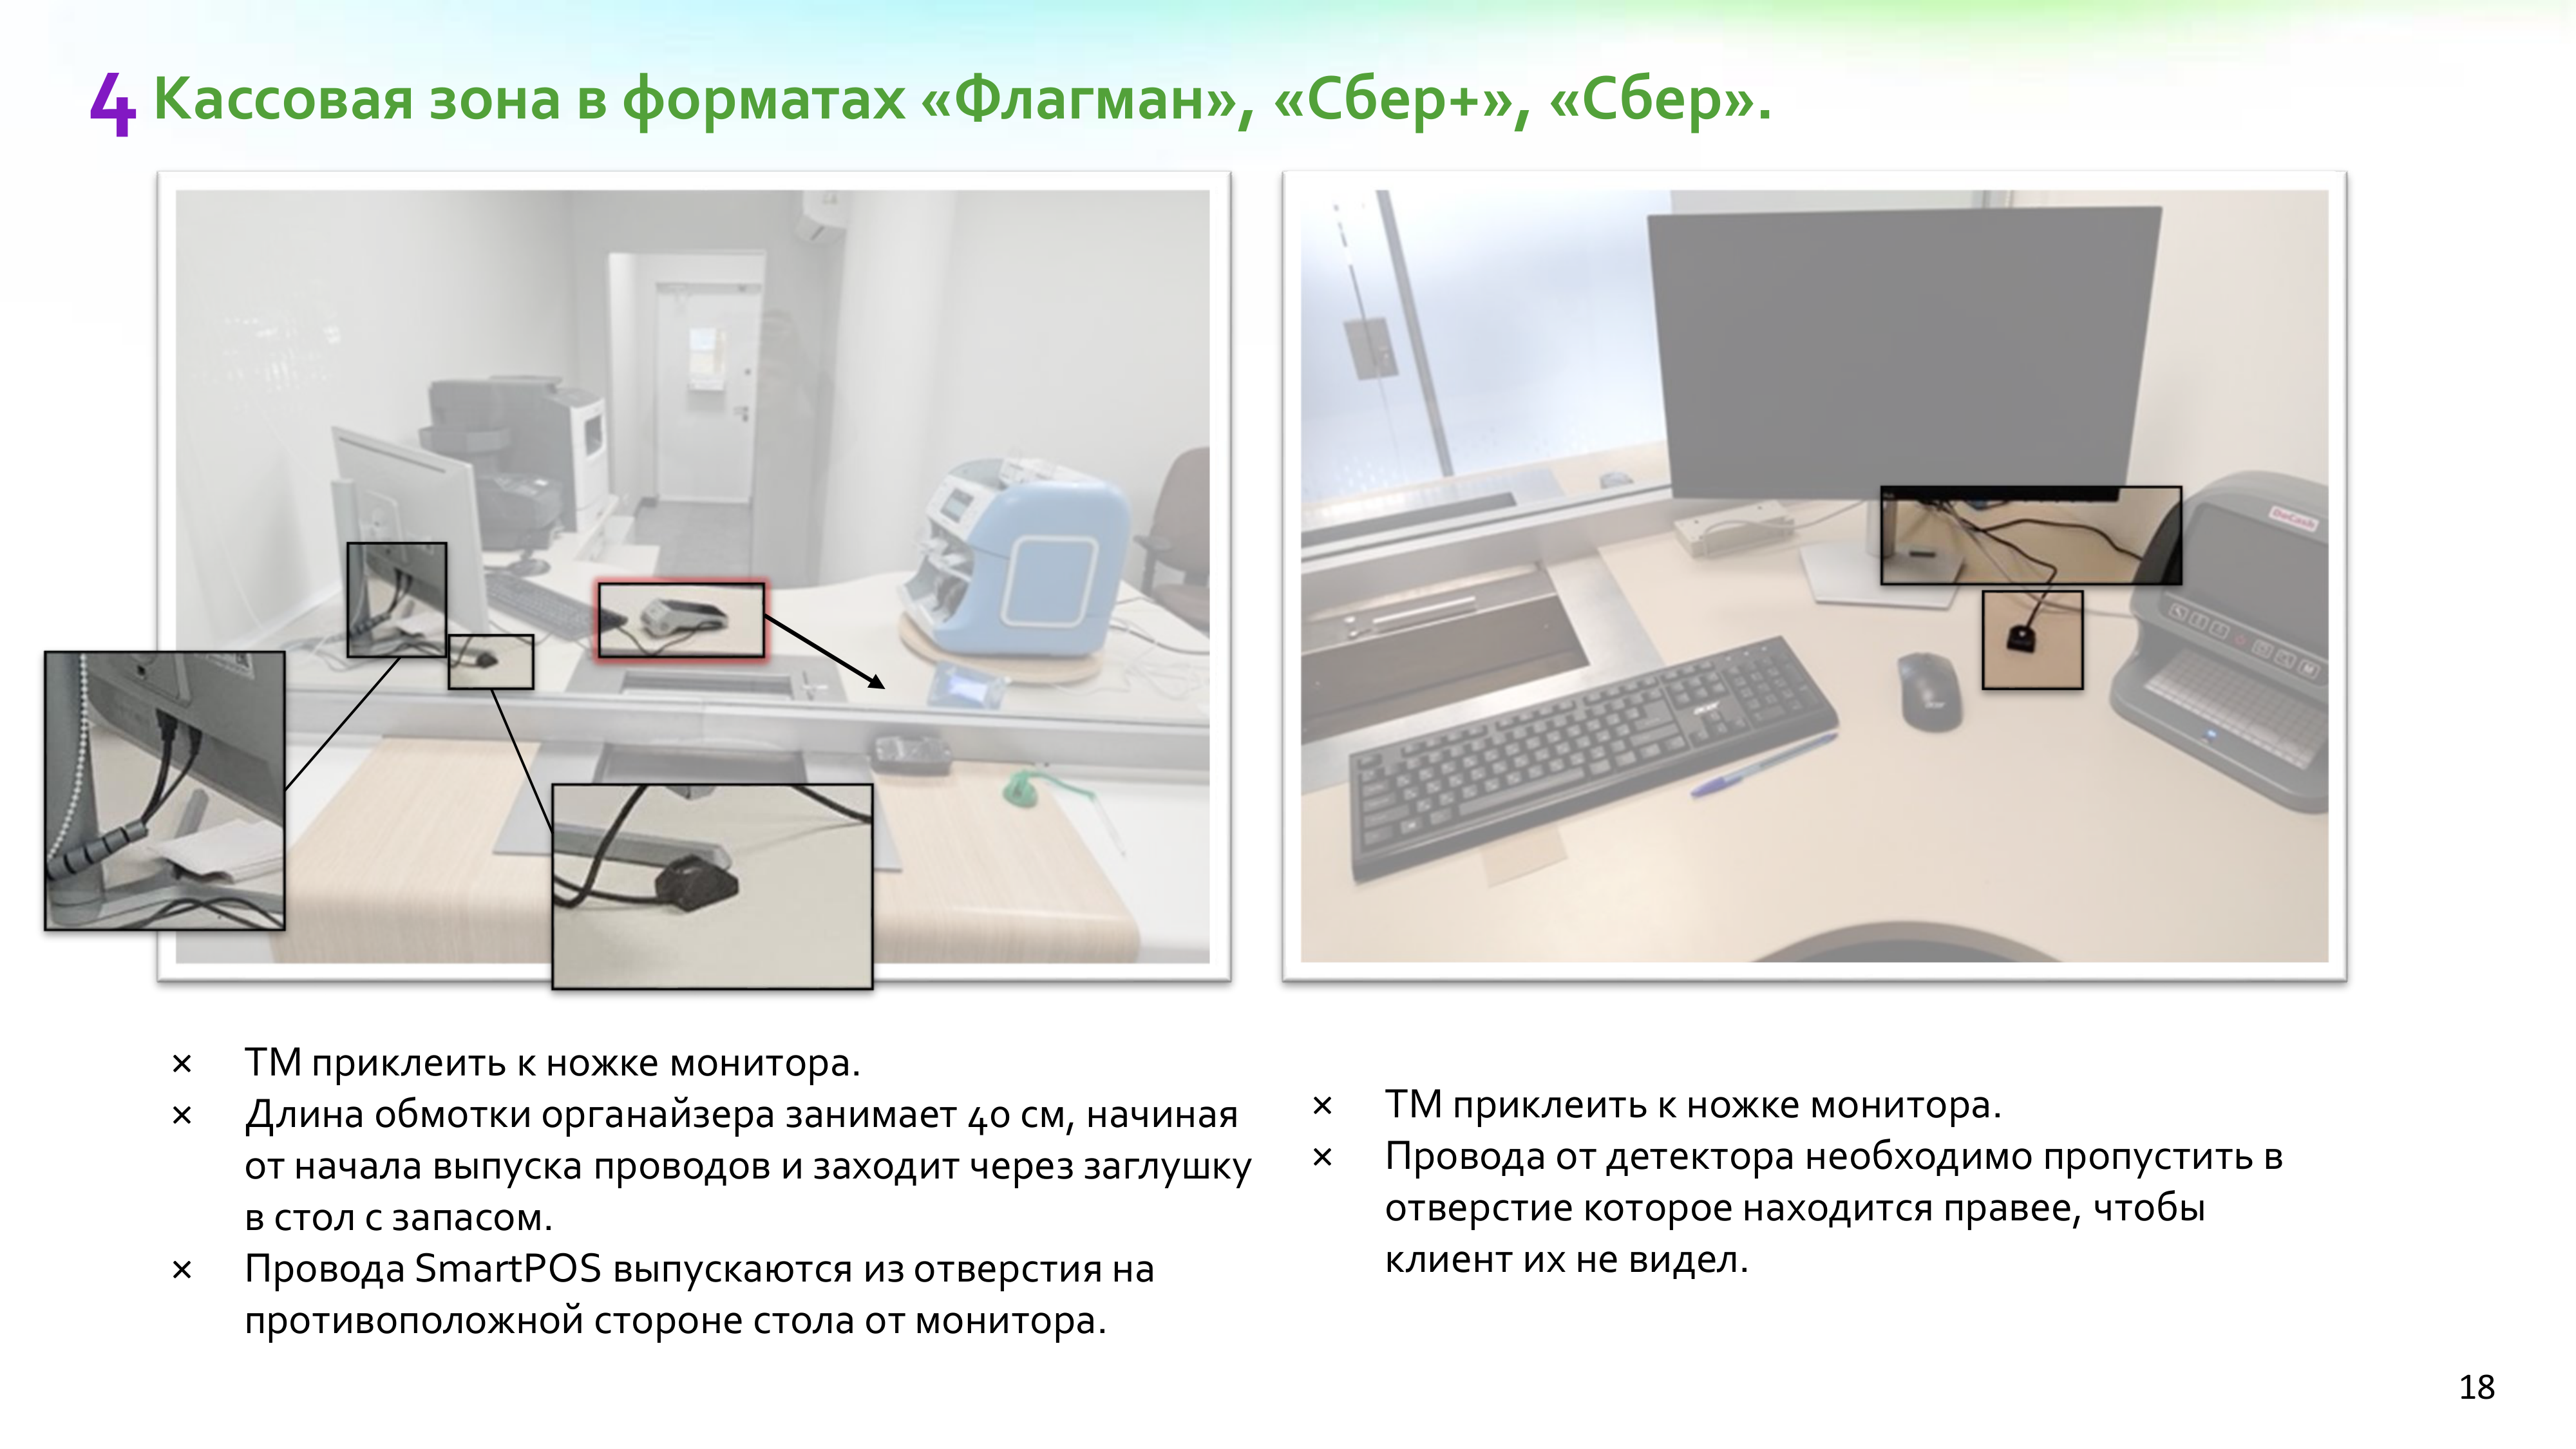 4 Кассовая зона в форматах «Флагман», «Сбер+», «Сбер».
DoCash
acer
acer
× ТМ приклеить к ножке монитора.
× Длина обмотки органайзера занимает 40 см, начиная
от начала выпуска проводов и заходит через заглушку
в стол с запасом.
× Провода SmartPOS выпускаются из отверстия на
противоположной стороне стола от монитора.
× ТМ приклеить к ножке монитора.
× Провода от детектора необходимо пропустить в
отверстие которое находится правее, чтобы
клиент их не видел.
18